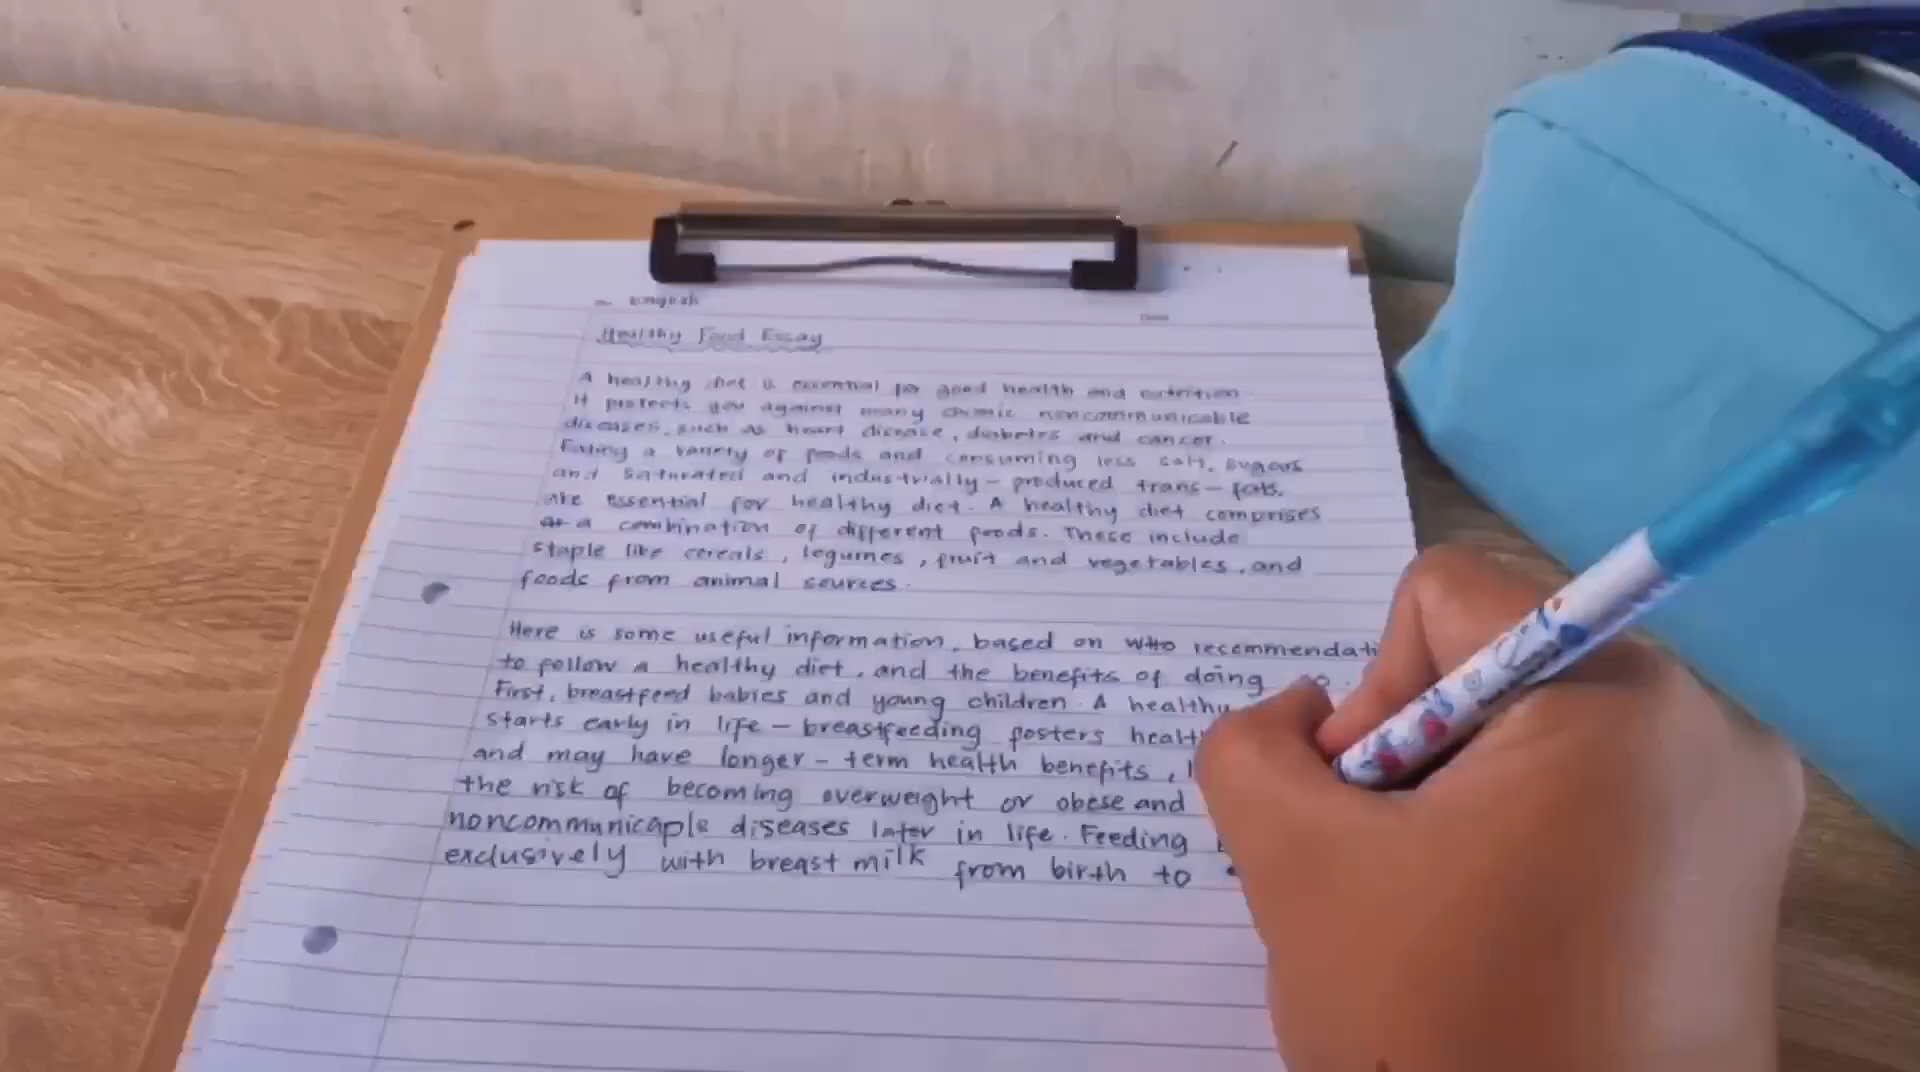 English
Date
Healthy Food Essay
A healthy diet is essential for good health and nutrition
It protects you against many chronic noncommunicable
diseases, such as heart disease, diabetes and cancer.
Eating a variety of foods and consuming less salt, sugars
and saturated and industrially - produced trans - fats,
are essential for healthy diet. A healthy diet comprises
a combination of different foods. These include
staple like cereals, legumes, fruit and vegetables, and
foods from animal sources.
Here is some useful information, based on WHO recommendati
to follow a healthy diet, and the benefits of doing so.
First, breastfeed babies and young children. A healthy
starts early in life - breastfeeding posters healt
and may have longer - term health benefits,
the risk of becoming overweight or obese and
noncommunicaple diseases later in life. Feeding
exclusively with breast milk from birth to